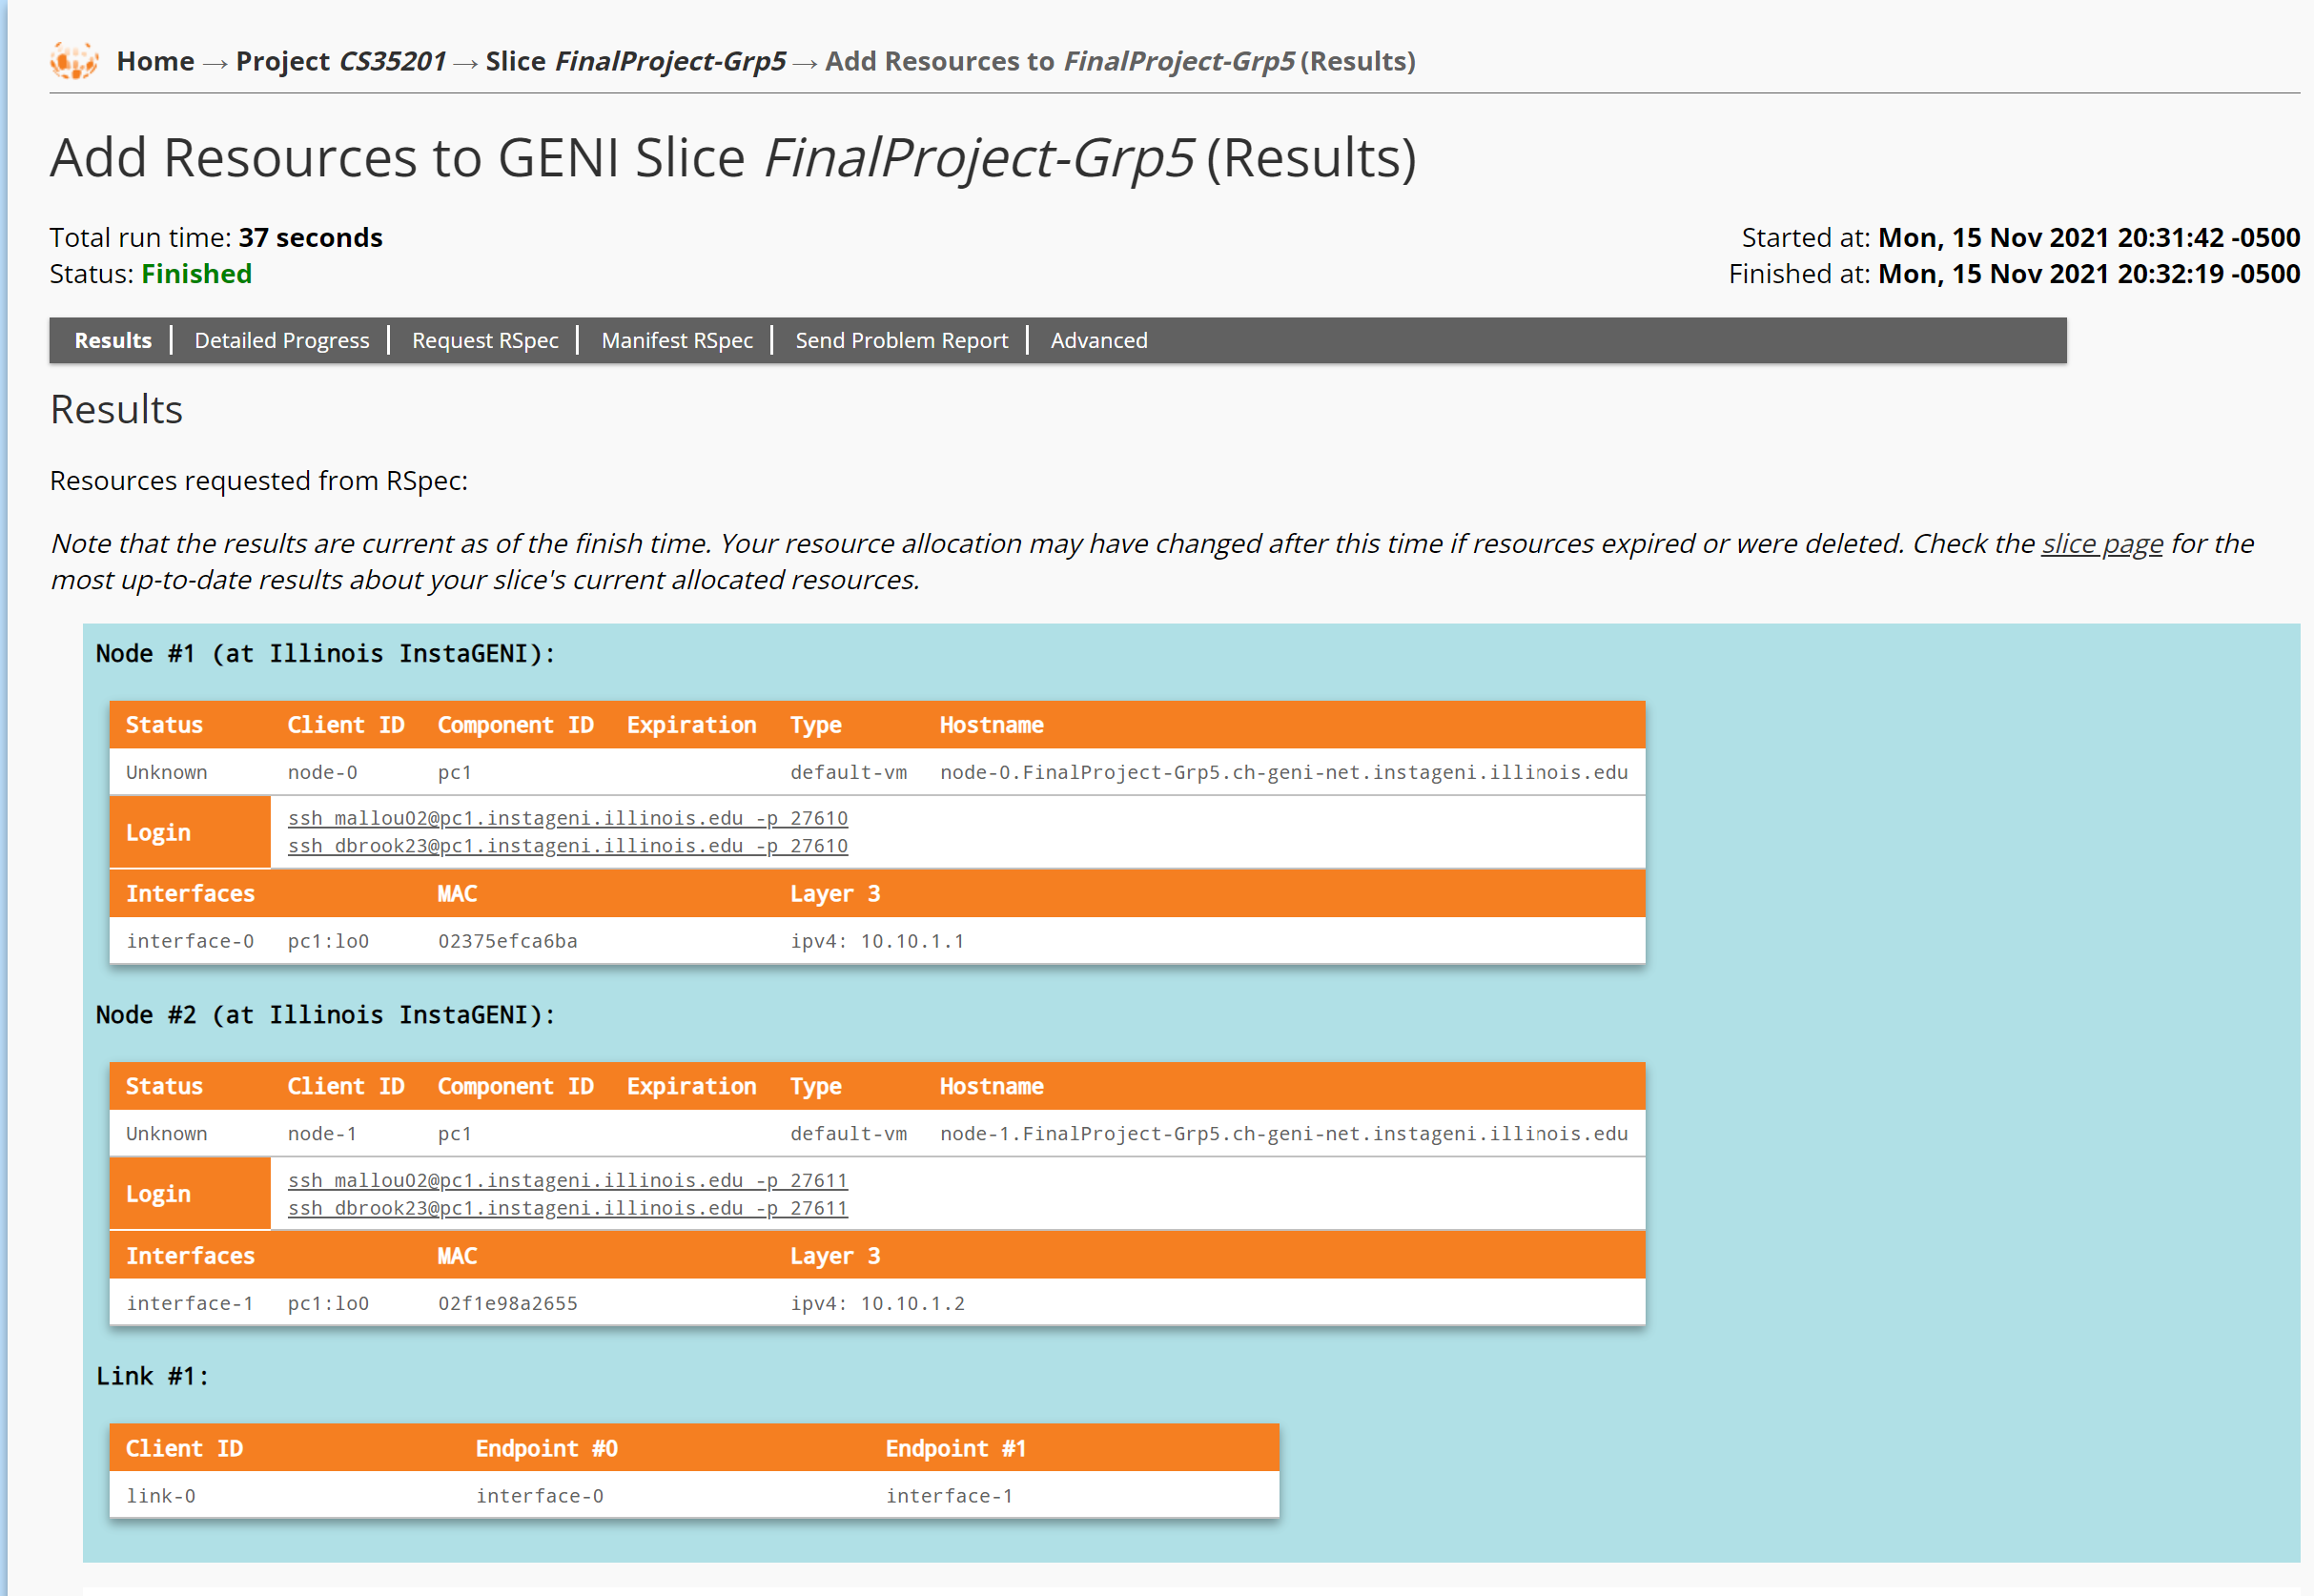 Home → Project CS35201 → Slice FinalProject-Grp5 → Add Resources to FinalProject-Grp5 (Results)
Add Resources to GENI Slice FinalProject-Grp5 (Results)
Total run time: 37 seconds
Started at: Mon, 15 Nov 2021 20:31:42 -0500
Status: Finished
Finished at: Mon, 15 Nov 2021 20:32:19 -0500
Results | Detailed Progress | Request RSpec | Manifest RSpec | Send Problem Report | Advanced
Results
Resources requested from RSpec:
Note that the results are current as of the finish time. Your resource allocation may have changed after this time if resources expired or were deleted. Check the slice page for the
most up-to-date results about your slice's current allocated resources.
Node #1 (at Illinois InstaGENI):
Status Client ID Component ID Expiration Type Hostname
Unknown node-0 pc1 default-vm node-0.FinalProject-Grp5.ch-geni-net.instageni.illinois.edu
Login
ssh mallou02@pc1.instageni.illinois.edu -p 27610
ssh dbrook23@pc1.instageni.illinois.edu -p 27610
Interfaces MAC Layer 3
interface-0 pc1:lo0 02375efca6ba ipv4: 10.10.1.1
Node #2 (at Illinois InstaGENI):
Status Client ID Component ID Expiration Type Hostname
Unknown node-1 pc1 default-vm node-1.FinalProject-Grp5.ch-geni-net.instageni.illinois.edu
Login
ssh mallou02@pc1.instageni.illinois.edu -p 27611
ssh dbrook23@pc1.instageni.illinois.edu -p 27611
Interfaces MAC Layer 3
interface-1 pc1:lo0 02f1e98a2655 ipv4: 10.10.1.2
Link #1:
Client ID Endpoint #0 Endpoint #1
link-0 interface-0 interface-1